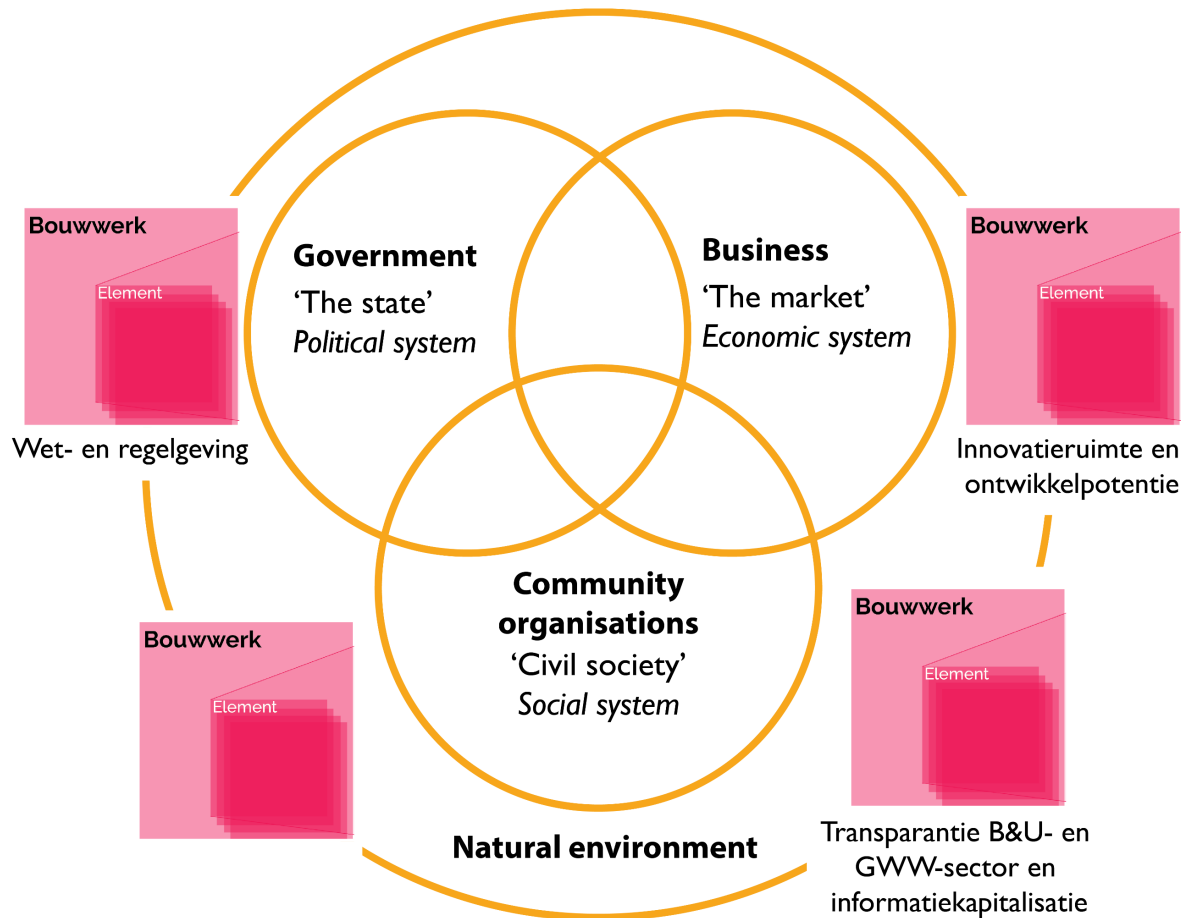 Bouwwerk
Element
Wet- en regelgeving
Government
‘The state’
Political system
Business
‘The market’
Economic system
Bouwwerk
Element
Innovatieruimte en
ontwikkelpotentie
Community
organisations
‘Civil society’
Social system
Bouwwerk
Element
Natural environment
Bouwwerk
Element
Transparantie B&U- en
GWW-sector en
informatiekapitalisatie